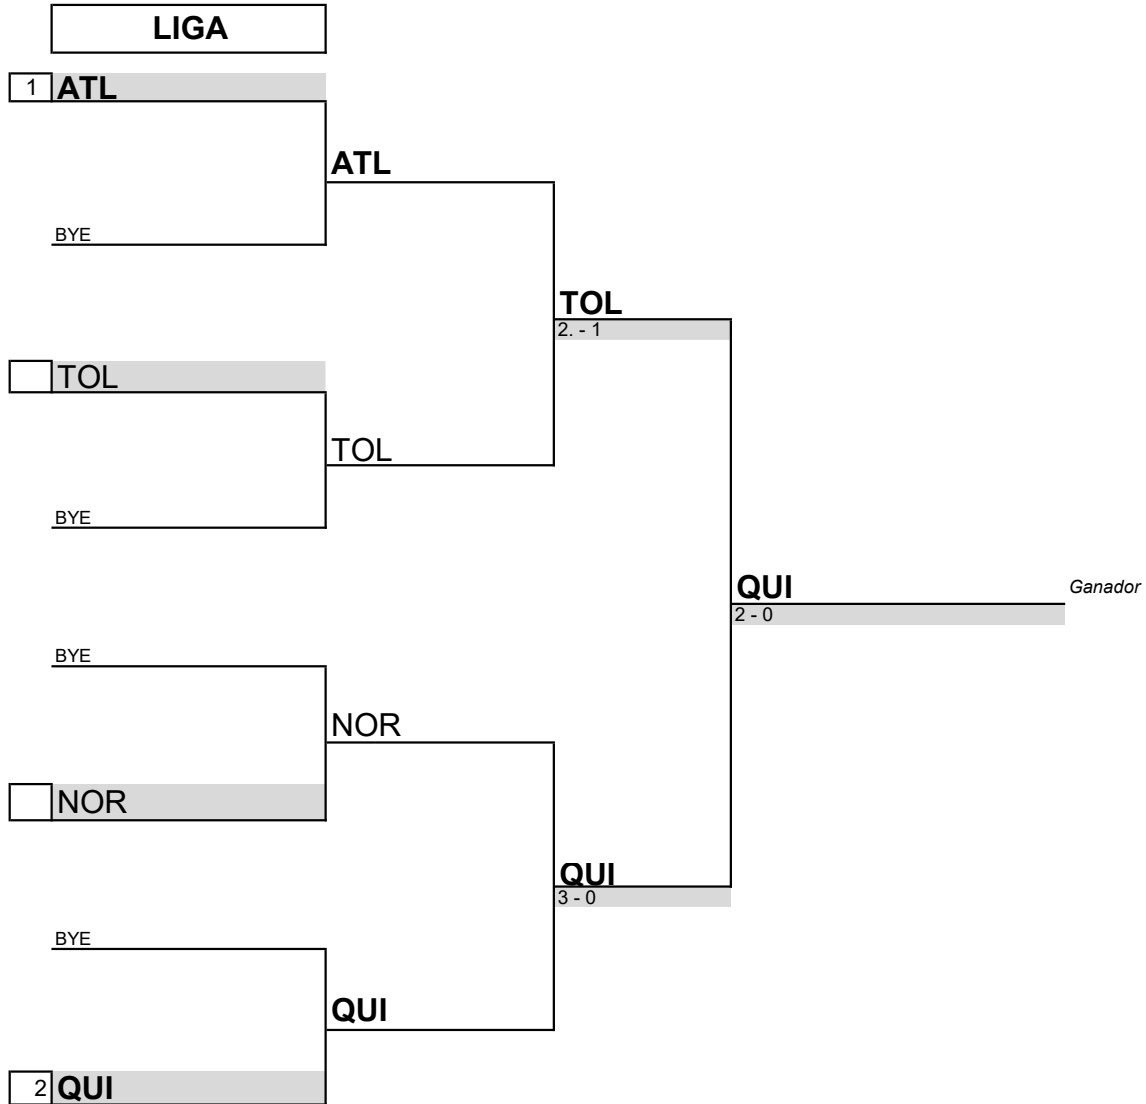 LIGA
1 ATL
ATL
BYE
TOL
2. - 1
TOL
TOL
BYE
QUI
Ganador
2 - 0
BYE
NOR
NOR
QUI
3 - 0
BYE
QUI
2 QUI